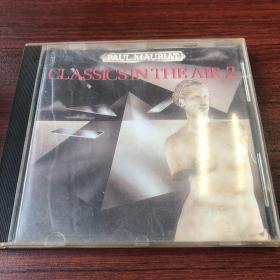 PAUL MAURIAT
CLASSICS IN THE AIR 2